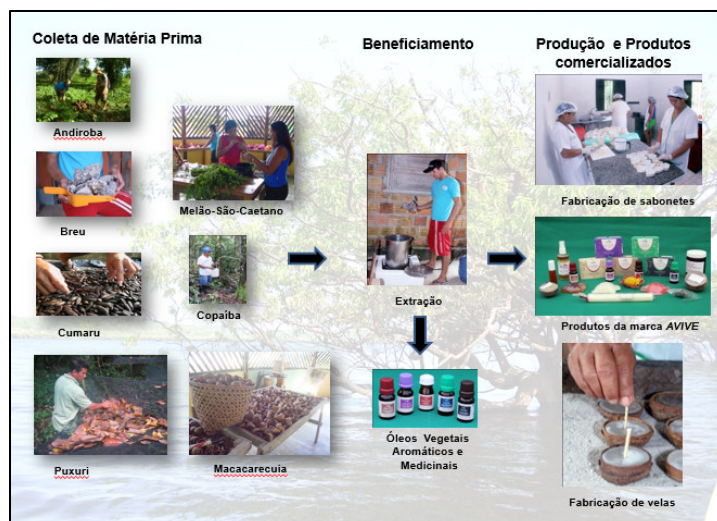 Coleta de Matéria Prima
Andiroba
Breu
Cumaru
Puxuri
Melão-São-Caetano
Copaíba
Macacarecuia
Beneficiamento
Extração
Óleos Vegetais
Aromáticos e
Medicinais
Produção e Produtos
comercializados
Fabricação de sabonetes
Produtos da marca AVIVE
Fabricação de velas